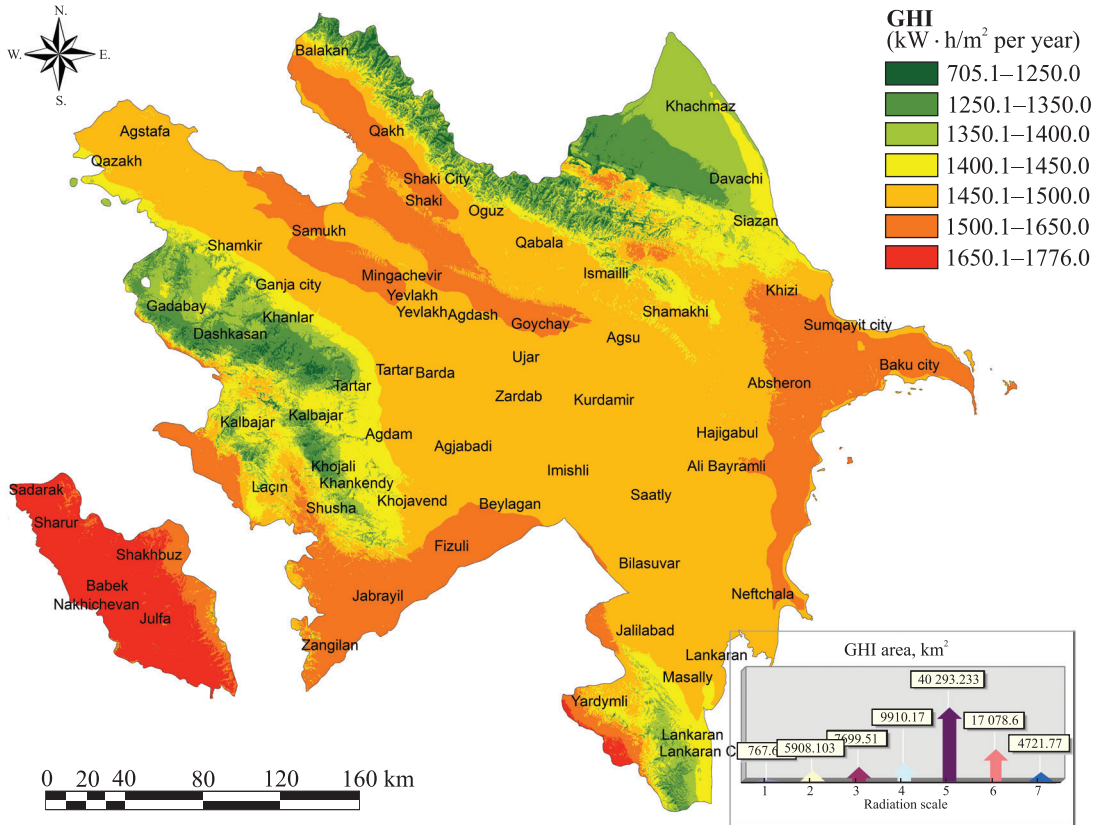 N.
W.
E.
S.
GHI
(kW · h/m² per year)
705.1–1250.0
1250.1–1350.0
1350.1–1400.0
1400.1–1450.0
1450.1–1500.0
1500.1–1650.0
1650.1–1776.0
Balakan
Khachmaz
Agstafa
Qakh
Qazakh
Shaki City
Davachi
Shaki
Oguz
Siazan
Samukh
Shamkir
Qabala
Ismailli
Mingachevir
Ganja city
Khizi
Yevlakh
Gadabay
Yevlakh
Agdash
Shamakhi
Khanlar
Goychay
Sumqayit city
Dashkasan
Agsu
Ujar
Baku city
Tartar
Barda
Tartar
Absheron
Zardab
Kurdamir
Kalbajar
Kalbajar
Agdam
Hajigabul
Agjabadi
Khojali
Imishli
Ali Bayramli
Khankendy
Sadarak
Laçın
Saatly
Khojavend
Beylagan
Shusha
Sharur
Fizuli
Shakhbuz
Bilasuvar
Babek
Jabrayil
Neftchala
Nakhichevan
Julfa
Jalilabad
Zangilan
Lankaran
Masally
Yardymli
Lankaran
Lankaran C
GHI area, km²
40 293.233
9910.17
17 078.6
7699.51
4721.77
5908.103
767.6
1 2 3 4 5 6 7
Radiation scale
0 20 40 80 120 160 km